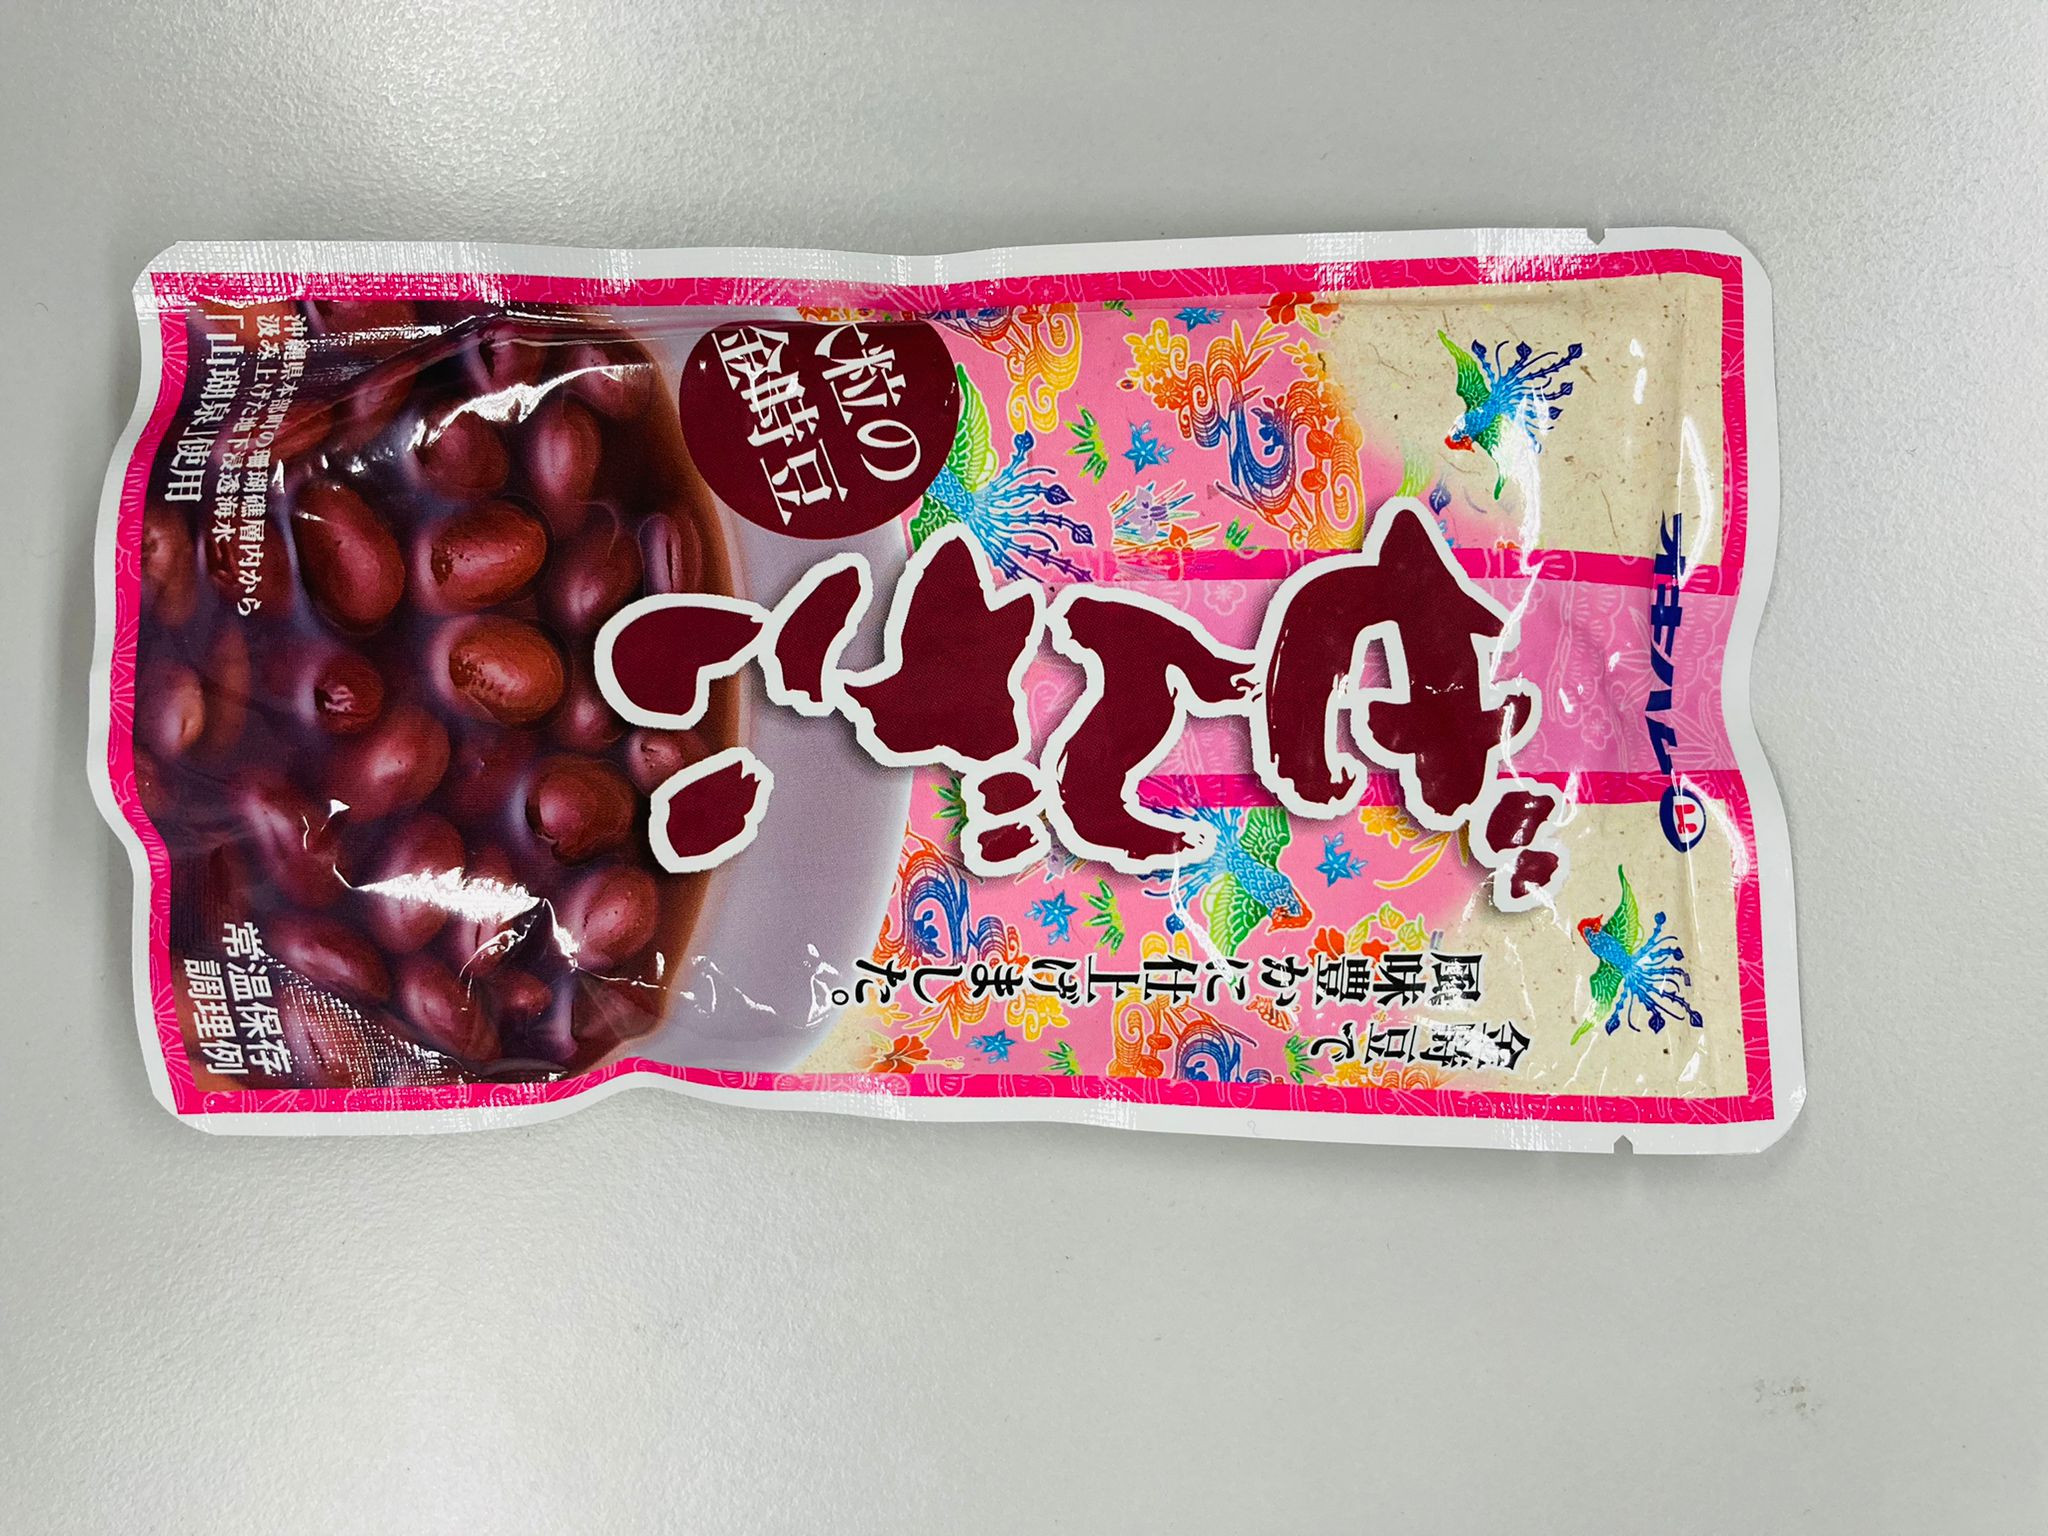 オキハム
金時豆で
風味豊かに仕上げました。
ぜんざい
大粒の
金時豆
沖縄県本部町の珊瑚礁層内から
汲み上げた地下浸透海水
「山瑚泉」使用
常温保存
調理例